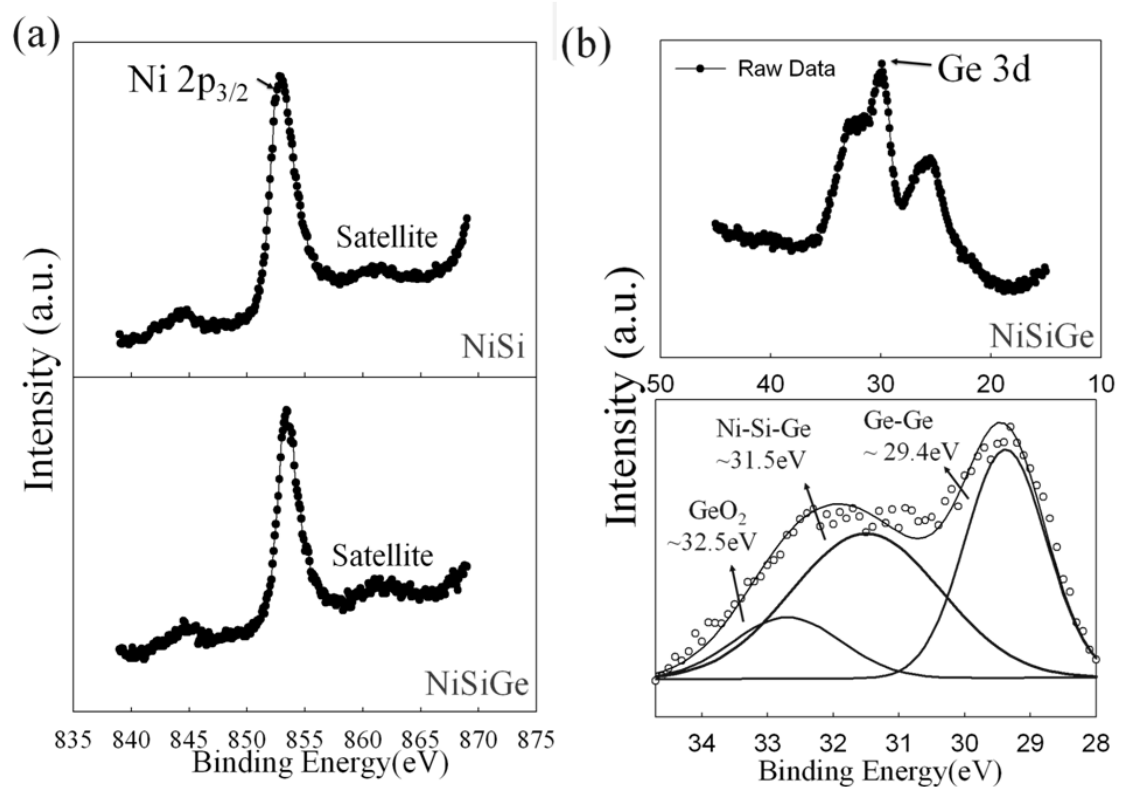 (a)
Ni 2p3/2
Satellite
NiSi
Satellite
NiSiGe
Intensity (a.u.)
835 840 845 850 855 860 865 870 875
Binding Energy(eV)
(b)
Raw Data
Ge 3d
NiSiGe
50 40 30 20 10
Intensity (a.u.)
Ni-Si-Ge
~31.5eV
Ge-Ge
~ 29.4eV
GeO2
~32.5eV
34 33 32 31 30 29 28
Binding Energy(eV)